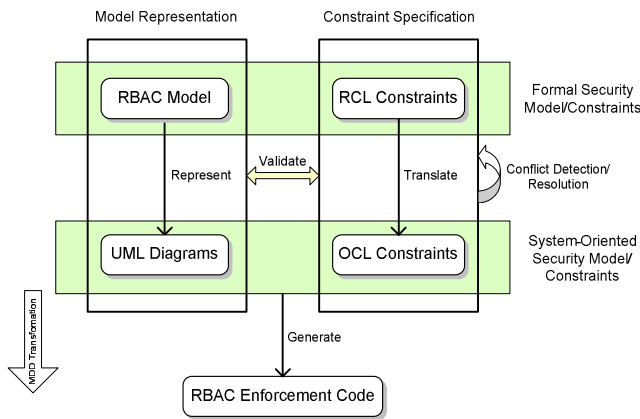 Model Representation
Constraint Specification
RBAC Model
RCL Constraints
Formal Security
Model/Constraints
Represent
Validate
Translate
Conflict Detection/
Resolution
UML Diagrams
OCL Constraints
System-Oriented
Security Model/
Constraints
MDD Transfomation
Generate
RBAC Enforcement Code